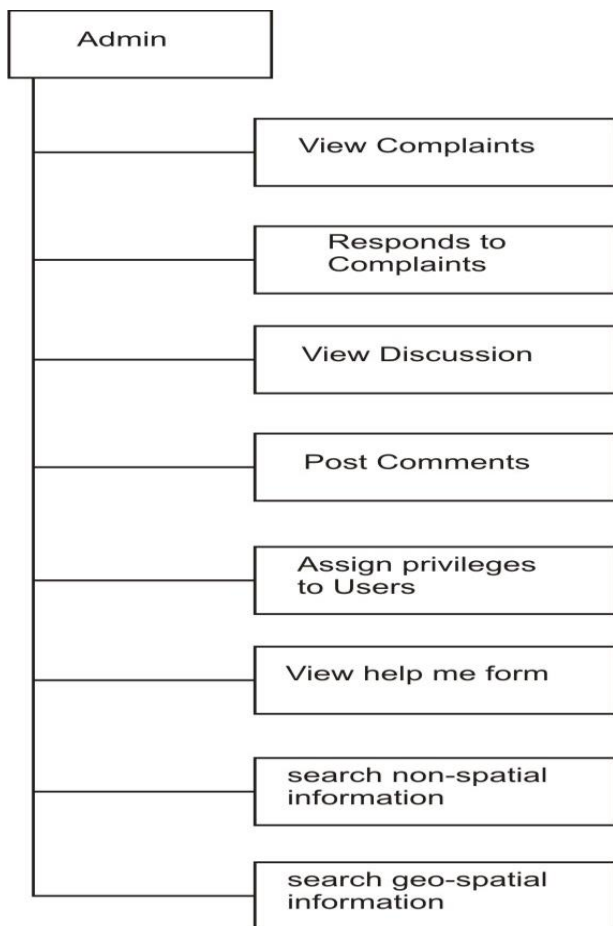 Admin
View Complaints
Responds to
Complaints
View Discussion
Post Comments
Assign privileges
to Users
View help me form
search non-spatial
information
search geo-spatial
information